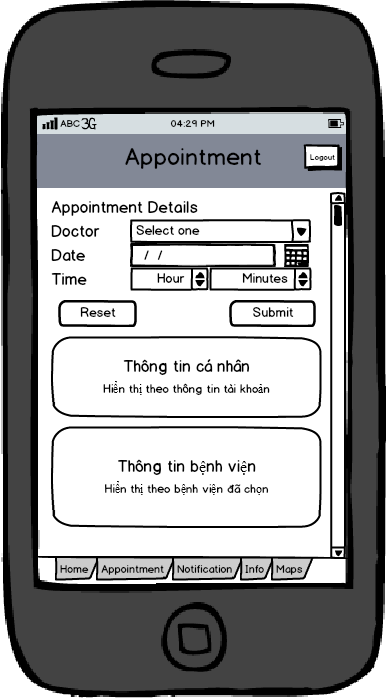 ABC 3G 04:29 PM
Appointment
Logout
Appointment Details
Doctor Select one
Date / /
Time Hour Minutes
Reset Submit
Thông tin cá nhân
Hiển thị theo thông tin tài khoản
Thông tin bệnh viện
Hiển thị theo bệnh viện đã chọn
Home Appointment Notification Info Maps